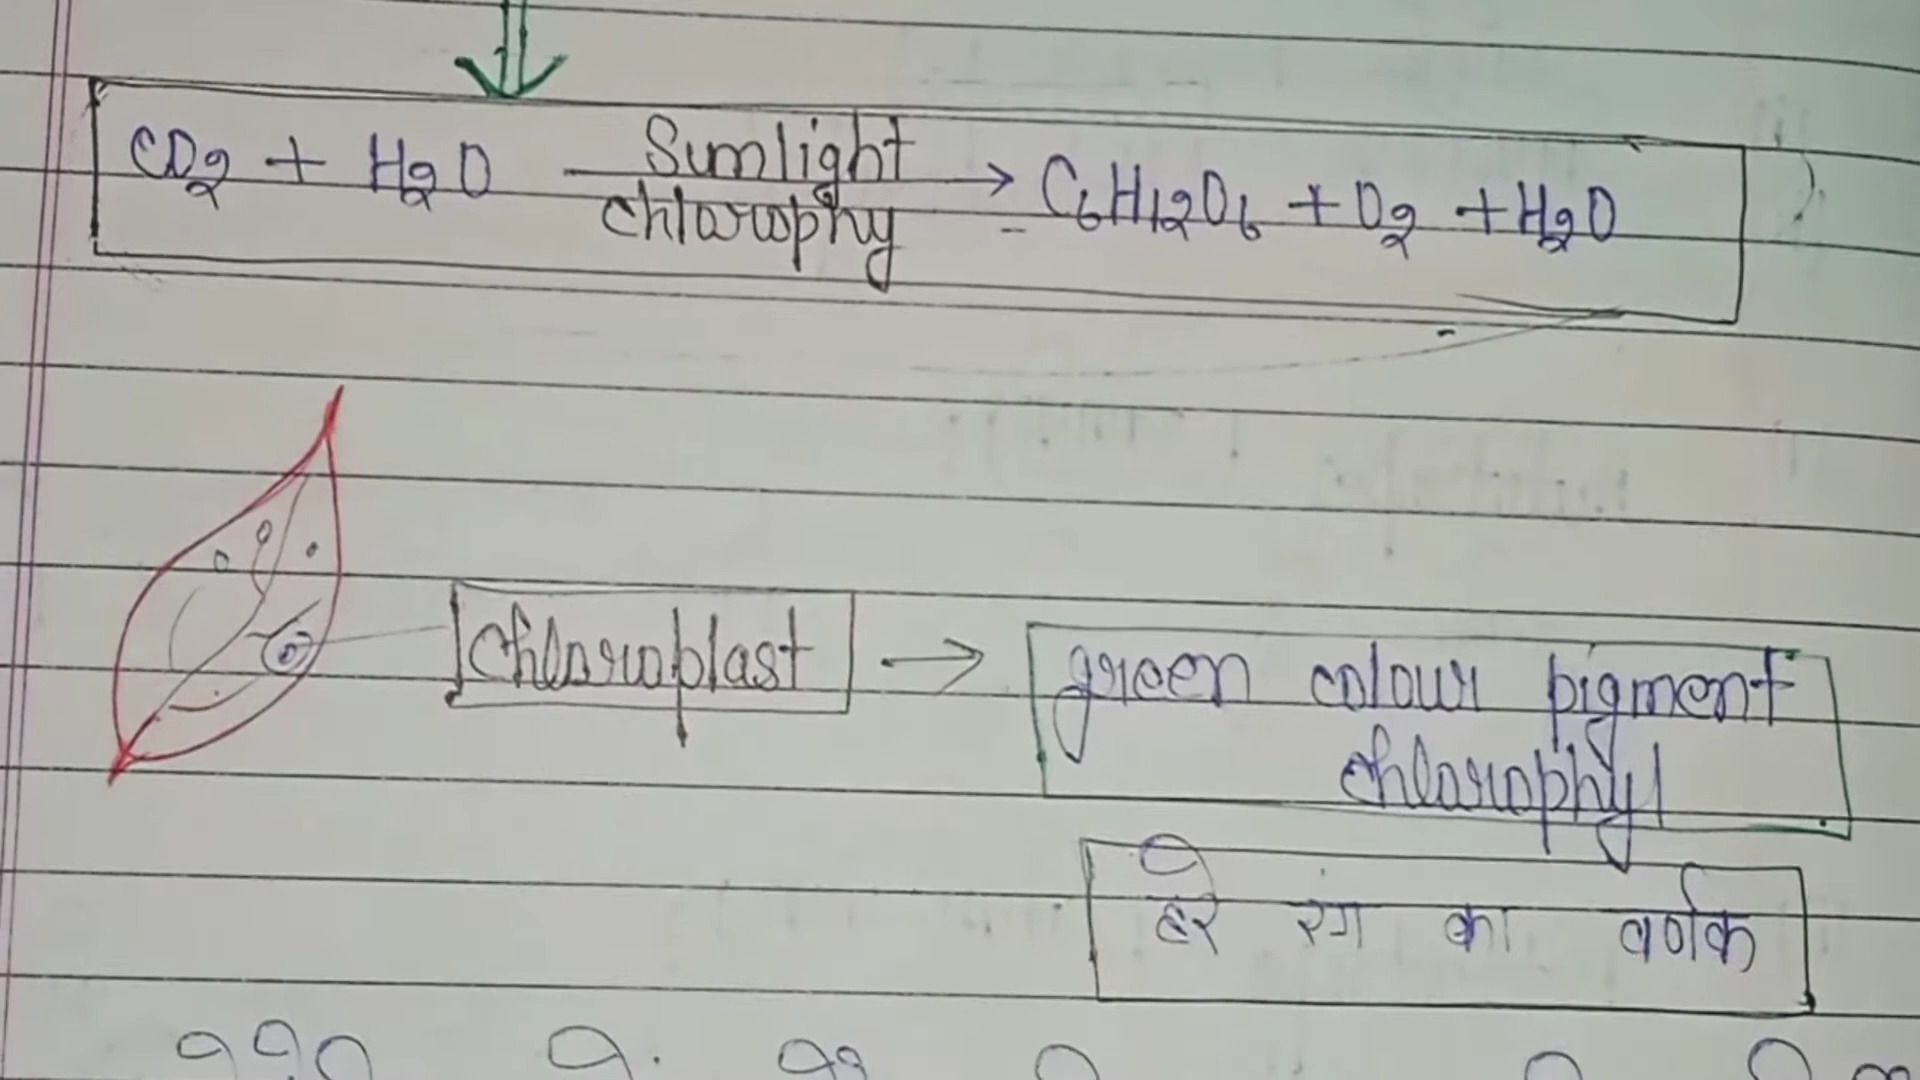 CO2 + H2O Sunlight → C6H12O6 + O2 + H2O
chlorophy
Chloroplast → green colour pigment
chlorophyl
हरे रंग का वर्णक